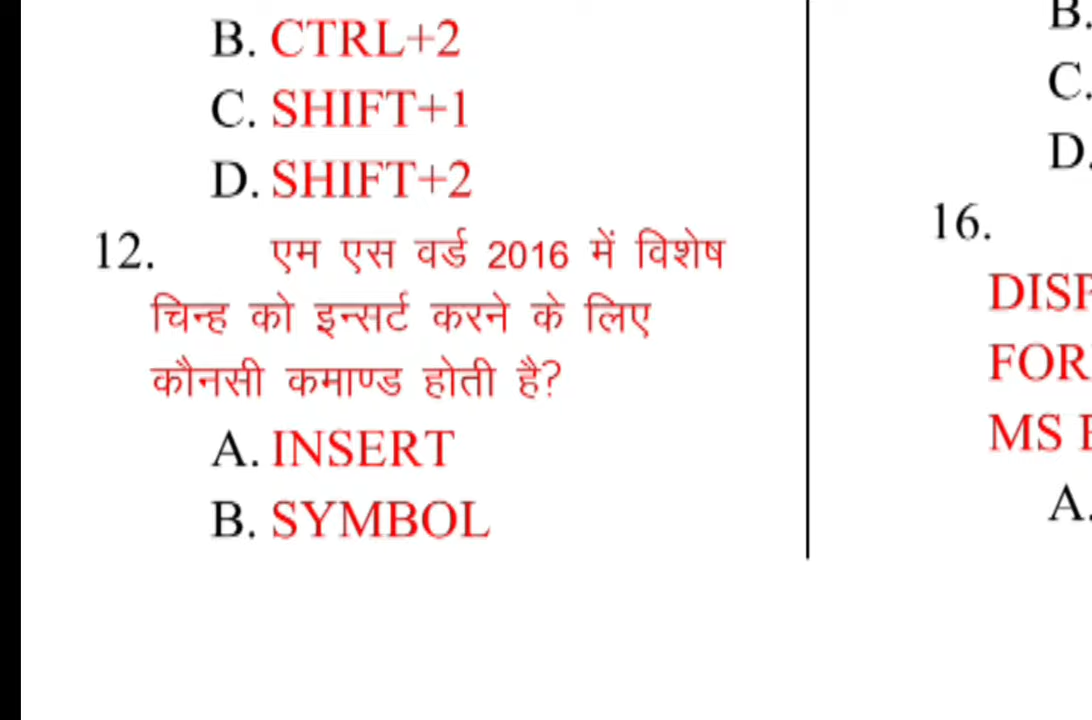 B. CTRL+2
C. SHIFT+1
D. SHIFT+2
12. एम एस वर्ड 2016 में विशेष
चिन्ह को इन्सर्ट करने के लिए
कौनसी कमाण्ड होती है?
A. INSERT
B. SYMBOL
B.
C.
D.
16.
FOR
MS
A.